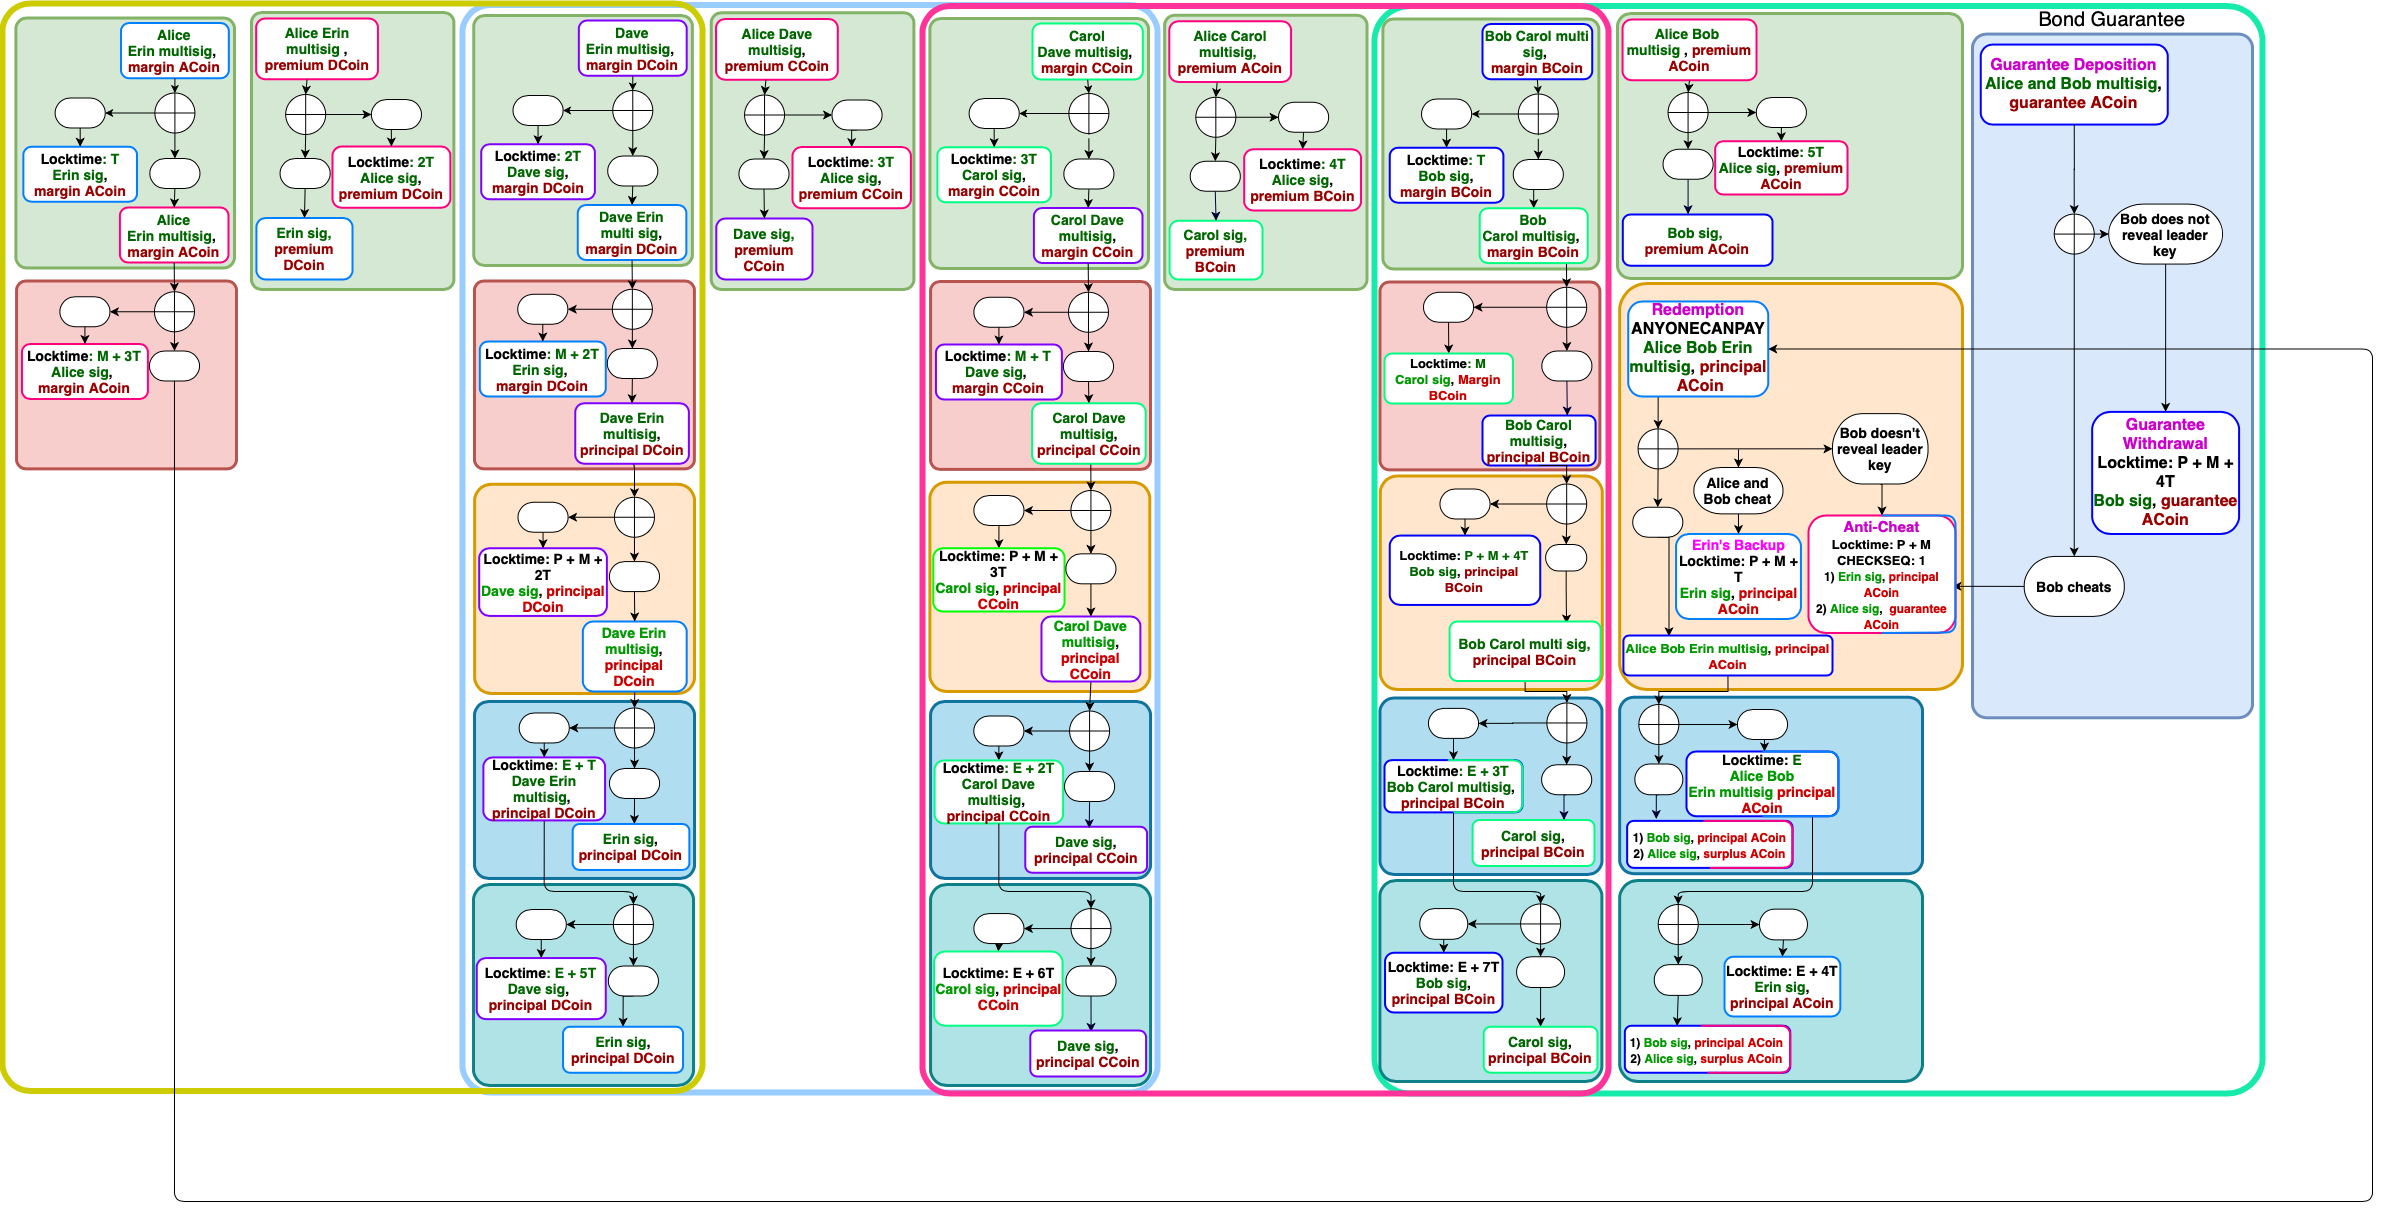 Bond Guarantee
Alice
Erin multisig,
margin ACoin
Locktime: T
Erin sig,
margin ACoin
Alice
Erin multisig,
margin ACoin
Locktime: M + 3T
Alice sig,
margin ACoin
Alice Erin
multisig ,
premium DCoin
Locktime: 2T
Alice sig,
premium DCoin
Erin sig,
premium
DCoin
Dave
Erin multisig,
margin DCoin
Locktime: 2T
Dave sig,
margin DCoin
Dave Erin
multi sig,
margin DCoin
Locktime: M + 2T
Erin sig,
margin DCoin
Dave Erin
multisig,
principal DCoin
Locktime: P + M +
2T
Dave sig, principal
DCoin
Dave Erin
multisig,
principal
DCoin
Locktime: E + T
Dave Erin
multisig,
principal DCoin
Erin sig,
principal DCoin
Locktime: E + 5T
Dave sig,
principal DCoin
Erin sig,
principal DCoin
Alice Dave
multisig,
premium CCoin
Locktime: 3T
Alice sig,
premium CCoin
Dave sig,
premium
CCoin
Carol
Dave multisig,
margin CCoin
Locktime: 3T
Carol sig,
margin CCoin
Carol Dave
multisig,
margin CCoin
Locktime: M + T
Dave sig,
margin CCoin
Carol Dave
multisig,
principal CCoin
Locktime: P + M +
3T
Carol sig, principal
CCoin
Carol Dave
multisig,
principal
CCoin
Locktime: E + 2T
Carol Dave
multisig,
principal CCoin
Dave sig,
principal CCoin
Locktime: E + 6T
Carol sig, principal
CCoin
Dave sig,
principal CCoin
Alice Carol
multisig,
premium ACoin
Locktime: 4T
Alice sig,
premium BCoin
Carol sig,
premium
BCoin
Bob Carol multi
sig,
margin BCoin
Locktime: T
Bob sig,
margin BCoin
Bob
Carol multisig,
margin BCoin
Locktime: M
Carol sig, Margin
BCoin
Bob Carol
multisig,
principal BCoin
Locktime: P + M + 4T
Bob sig, principal
BCoin
Bob Carol multi sig,
principal BCoin
Locktime: E + 3T
Bob Carol multisig,
principal BCoin
Carol sig,
principal BCoin
Locktime: E + 7T
Bob sig,
principal BCoin
Carol sig,
principal BCoin
Alice Bob
multisig , premium
ACoin
Locktime: 5T
Alice sig, premium
ACoin
Bob sig,
premium ACoin
Redemption
ANYONECANPAY
Alice Bob Erin
multisig, principal
ACoin
Bob doesn't
reveal leader
key
Alice and
Bob cheat
Erin's Backup
Locktime: P + M +
T
Erin sig, principal
ACoin
Anti-Cheat
Locktime: P + M
CHECKSEQ: 1
1) Erin sig, principal
ACoin
2) Alice sig, guarantee
ACoin
Alice Bob Erin multisig, principal
ACoin
Locktime: E
Alice Bob
Erin multisig principal
ACoin
1) Bob sig, principal ACoin
2) Alice sig, surplus ACoin
Locktime: E + 4T
Erin sig,
principal ACoin
1) Bob sig, principal ACoin
2) Alice sig, surplus ACoin
Guarantee Deposition
Alice and Bob multisig,
guarantee ACoin
Bob does not
reveal leader
key
Guarantee
Withdrawal
Locktime: P + M +
4T
Bob sig, guarantee
ACoin
Bob cheats